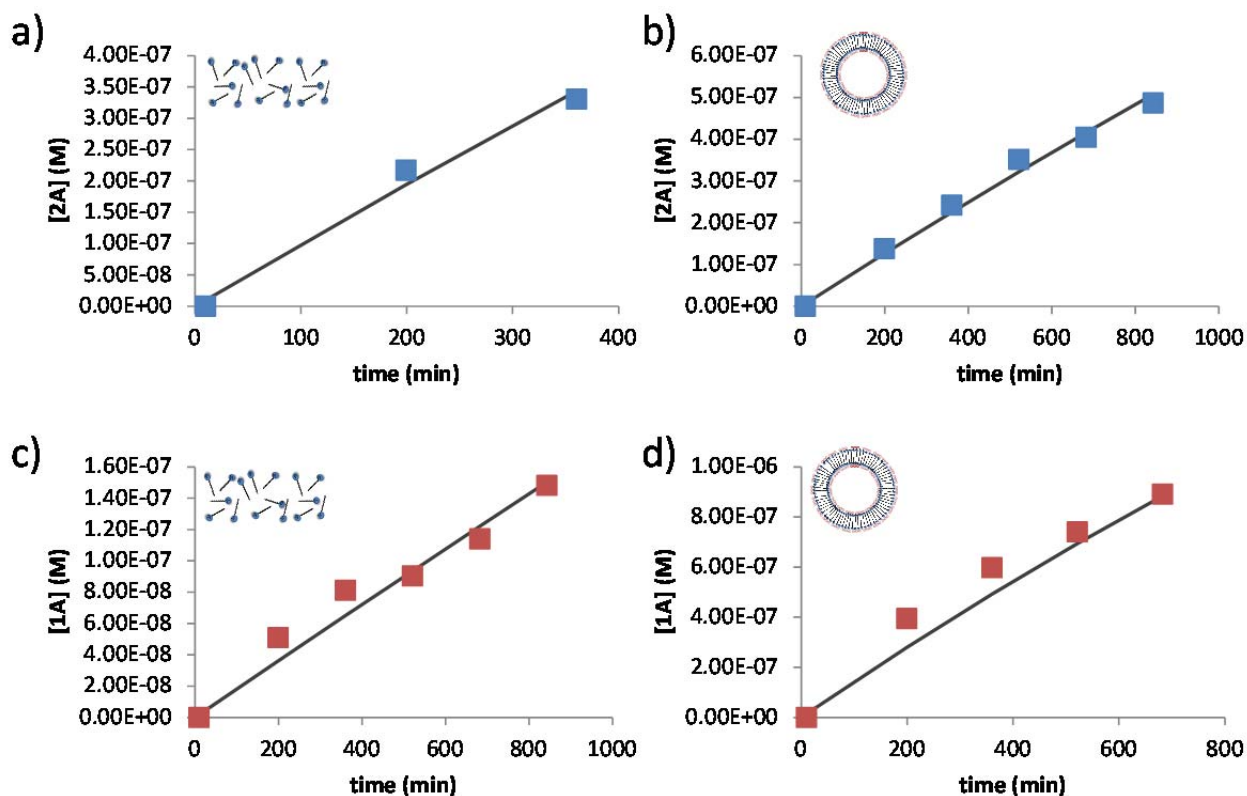 a)
4.00E-07
3.50E-07
3.00E-07
2.50E-07
2.00E-07
1.50E-07
1.00E-07
5.00E-08
0.00E+00
[2A] (M)
0 100 200 300 400
time (min)
b)
6.00E-07
5.00E-07
4.00E-07
3.00E-07
2.00E-07
1.00E-07
0.00E+00
[2A] (M)
0 200 400 600 800 1000
time (min)
c)
1.60E-07
1.40E-07
1.20E-07
1.00E-07
8.00E-08
6.00E-08
4.00E-08
2.00E-08
0.00E+00
[1A] (M)
0 200 400 600 800 1000
time (min)
d)
1.00E-06
8.00E-07
6.00E-07
4.00E-07
2.00E-07
0.00E+00
[1A] (M)
0 200 400 600 800
time (min)